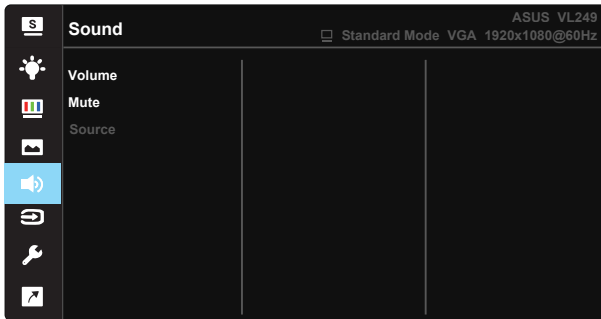 S
Sound
ASUS VL249
Standard Mode VGA 1920x1080@60Hz
Volume
Mute
Source